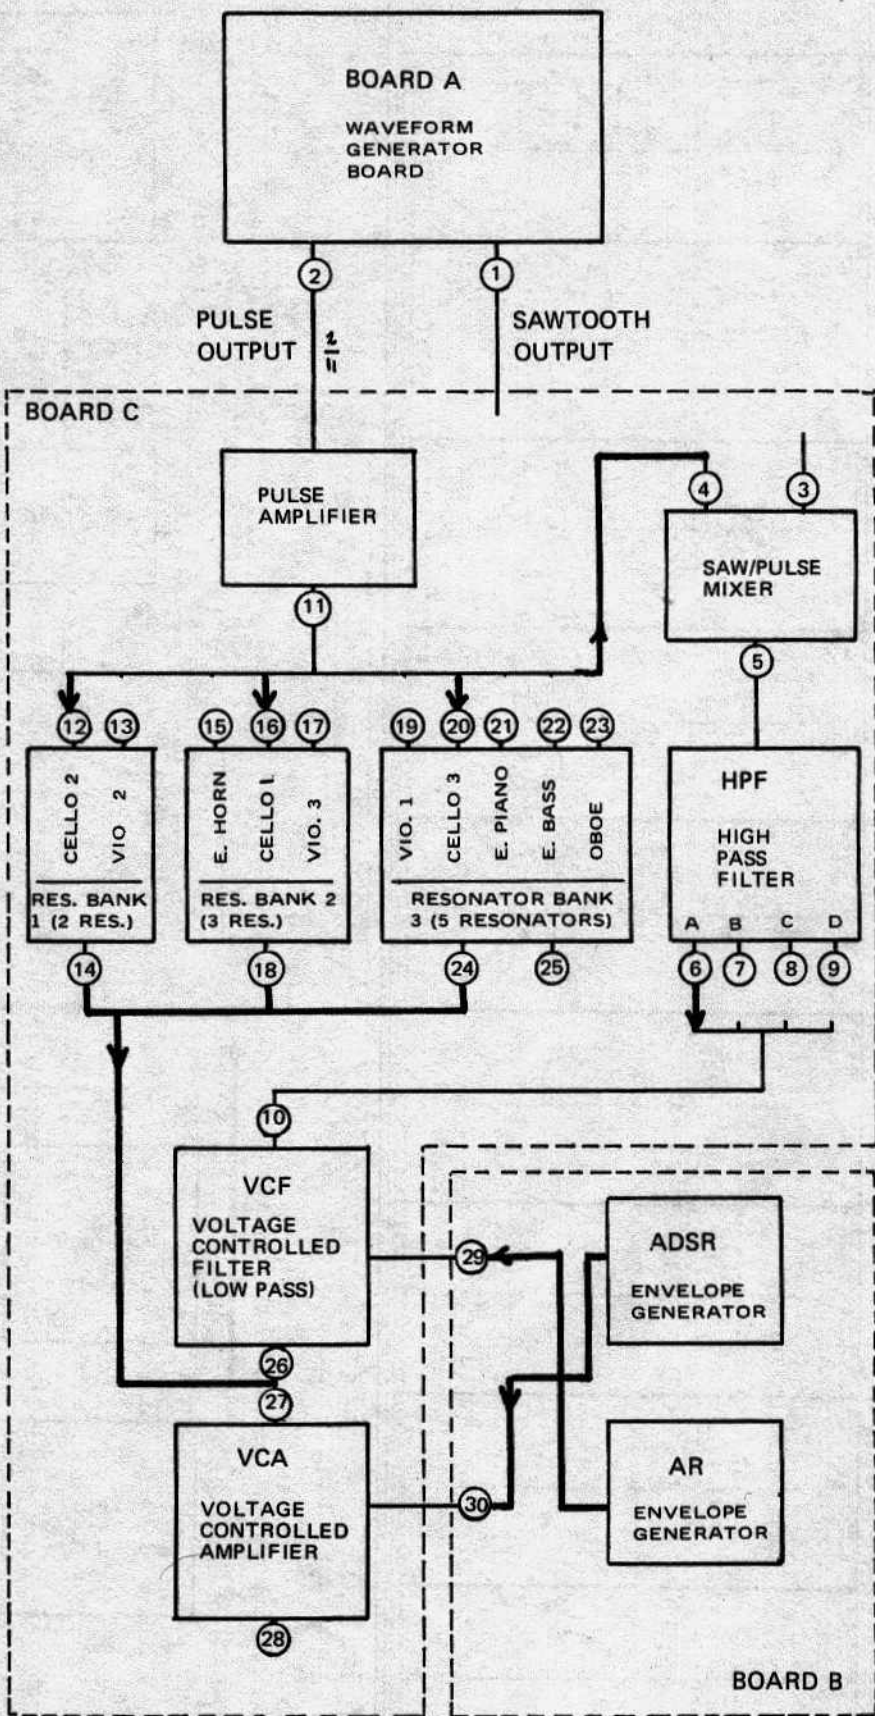 BOARD A
WAVEFORM
GENERATOR
BOARD
2
1
PULSE
OUTPUT
SAWTOOTH
OUTPUT
2
11
BOARD C
PULSE
AMPLIFIER
4
3
SAW/PULSE
MIXER
11
5
12
13
15
16
17
19
20
21
22
23
CELLO 2
VIO 2
E. HORN
CELLO 1
VIO. 3
VIO. 1
CELLO 3
E. PIANO
E. BASS
OBOE
RES. BANK
1 (2 RES.)
RES. BANK 2
(3 RES.)
RESONATOR BANK
3 (5 RESONATORS)
HPF
HIGH
PASS
FILTER
A B C D
14
18
24
25
6
7
8
9
10
VCF
VOLTAGE
CONTROLLED
FILTER
(LOW PASS)
29
ADSR
ENVELOPE
GENERATOR
26
27
VCA
VOLTAGE
CONTROLLED
AMPLIFIER
30
AR
ENVELOPE
GENERATOR
28
BOARD B